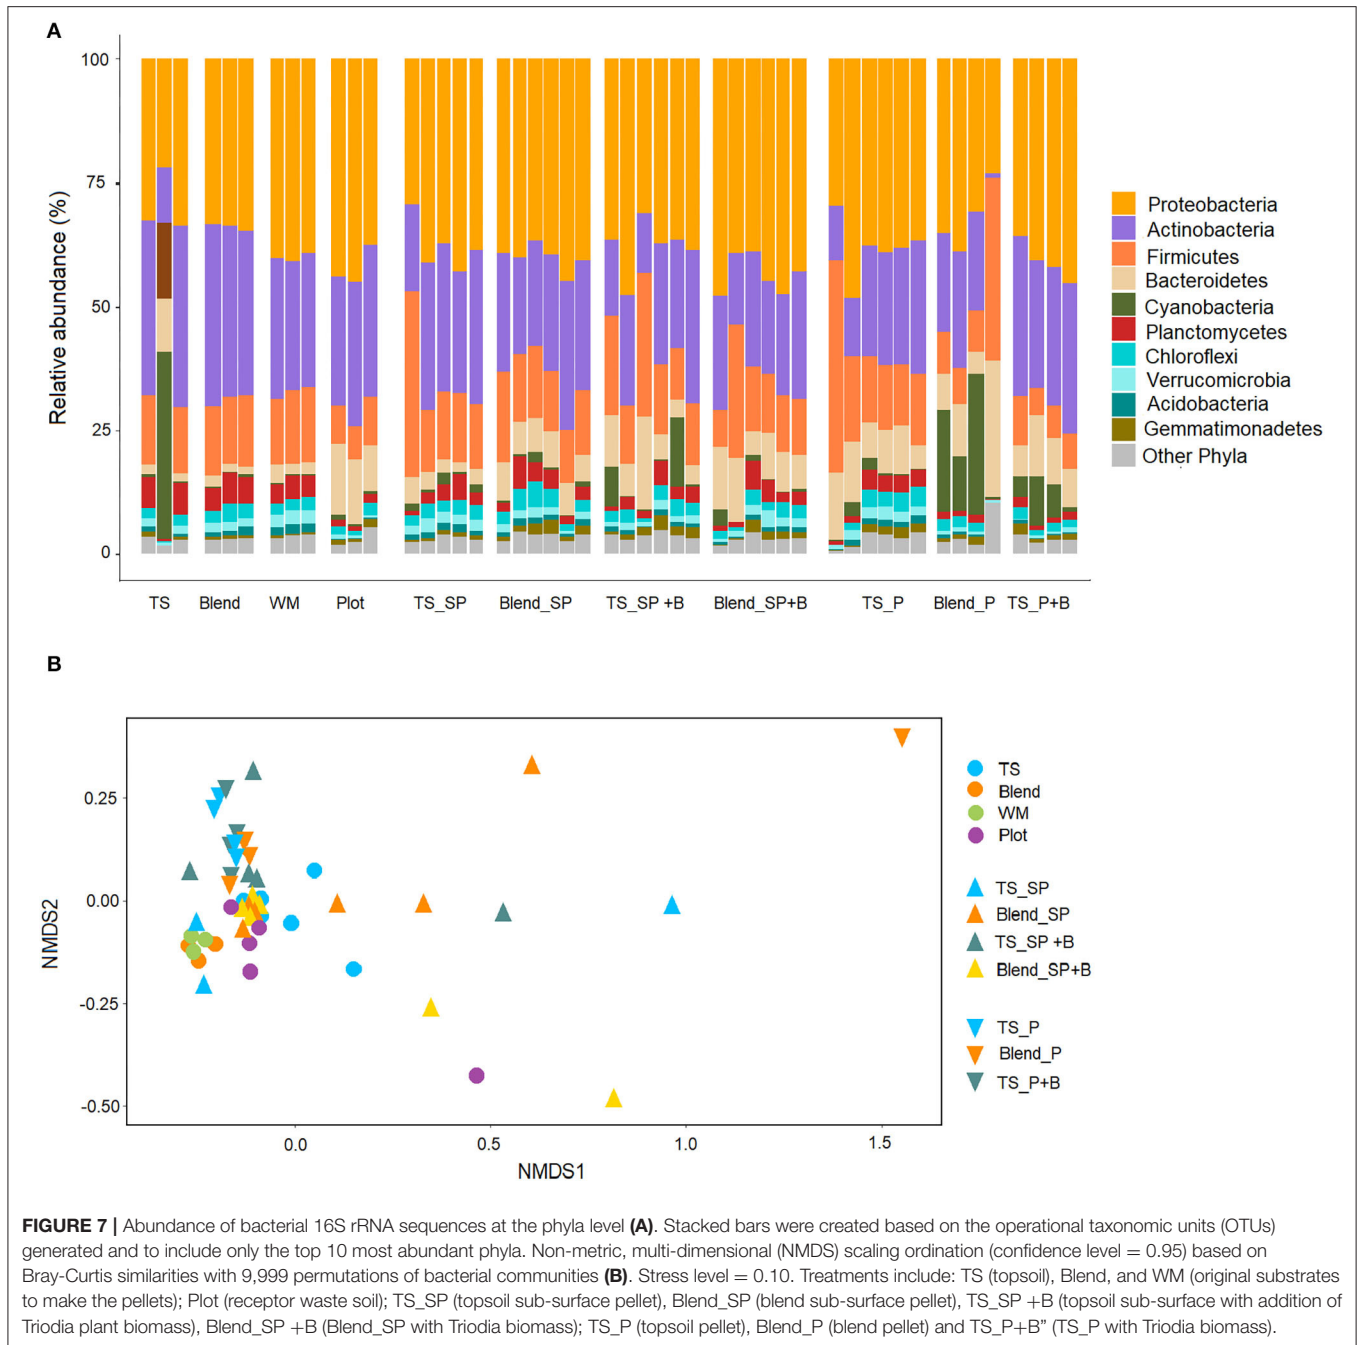 A
100
75
50
25
0
Relative abundance (%)
Proteobacteria
Actinobacteria
Firmicutes
Bacteroidetes
Cyanobacteria
Planctomycetes
Chloroflexi
Verrucomicrobia
Acidobacteria
Gemmatimonadetes
Other Phyla
TS Blend WM Plot TS_SP Blend_SP TS_SP +B Blend_SP+B TS_P Blend_P TS_P+B
B
0.25
0.00
-0.25
-0.50
NMDS2
0.0 0.5 1.0 1.5
NMDS1
TS
Blend
WM
Plot
TS_SP
Blend_SP
TS_SP +B
Blend_SP+B
TS_P
Blend_P
TS_P+B
FIGURE 7 | Abundance of bacterial 16S rRNA sequences at the phyla level (A). Stacked bars were created based on the operational taxonomic units (OTUs)
generated and to include only the top 10 most abundant phyla. Non-metric, multi-dimensional (NMDS) scaling ordination (confidence level = 0.95) based on
Bray-Curtis similarities with 9,999 permutations of bacterial communities (B). Stress level = 0.10. Treatments include: TS (topsoil), Blend, and WM (original substrates
to make the pellets); Plot (receptor waste soil); TS_SP (topsoil sub-surface pellet), Blend_SP (blend sub-surface pellet), TS_SP +B (topsoil sub-surface with addition of
Triodia plant biomass), Blend_SP +B (Blend_SP with Triodia biomass); TS_P (topsoil pellet), Blend_P (blend pellet) and TS_P+B” (TS_P with Triodia biomass).